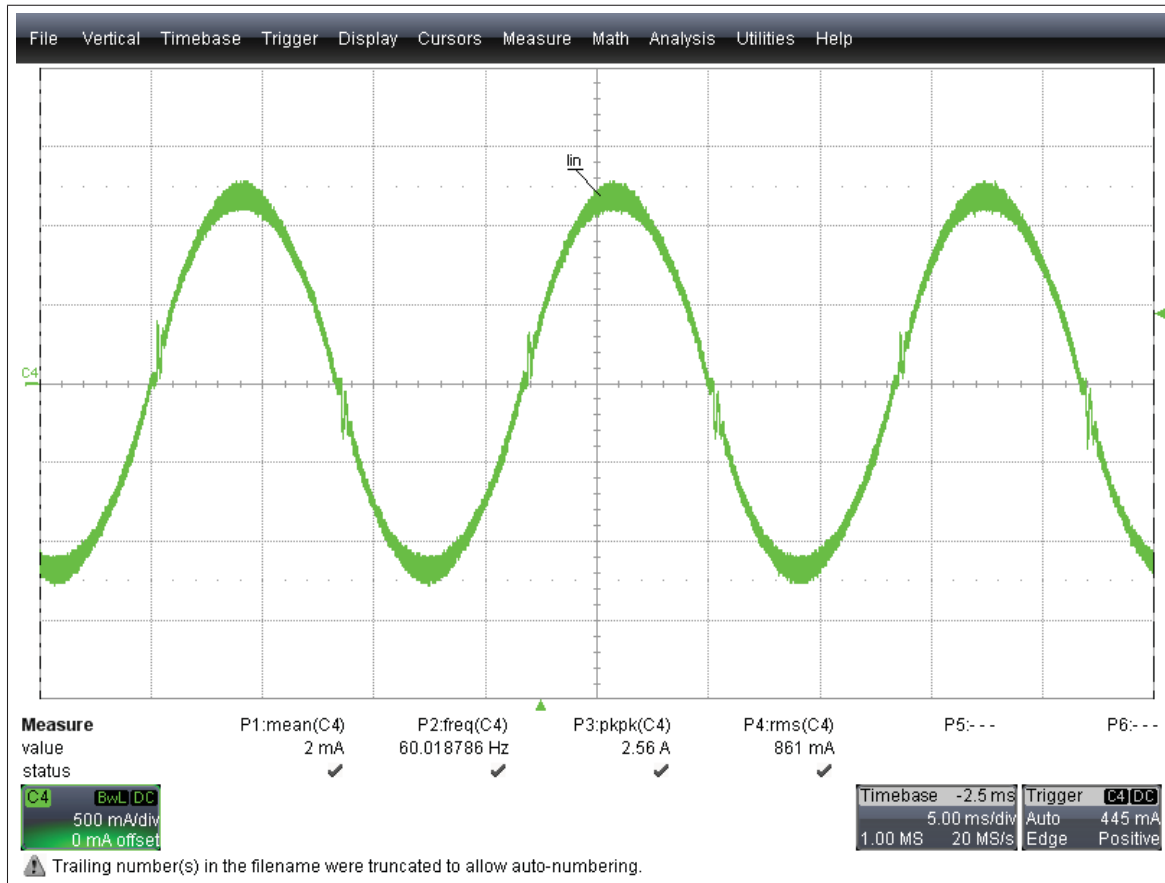 File Vertical Timebase Trigger Display Cursors Measure Math Analysis Utilities Help
Iin
C4
Measure P1:mean(C4) P2:freq(C4) P3:pkpk(C4) P4:rms(C4) P5:- - - P6:- - -
value 2 mA 60.018786 Hz 2.56 A 861 mA
status
C4 BwL DC
500 mA/div
0 mA offset
Timebase -2.5 ms
5.00 ms/div
1.00 MS 20 MS/s
Trigger C4 DC
Auto 445 mA
Edge Positive
Trailing number(s) in the filename were truncated to allow auto-numbering.